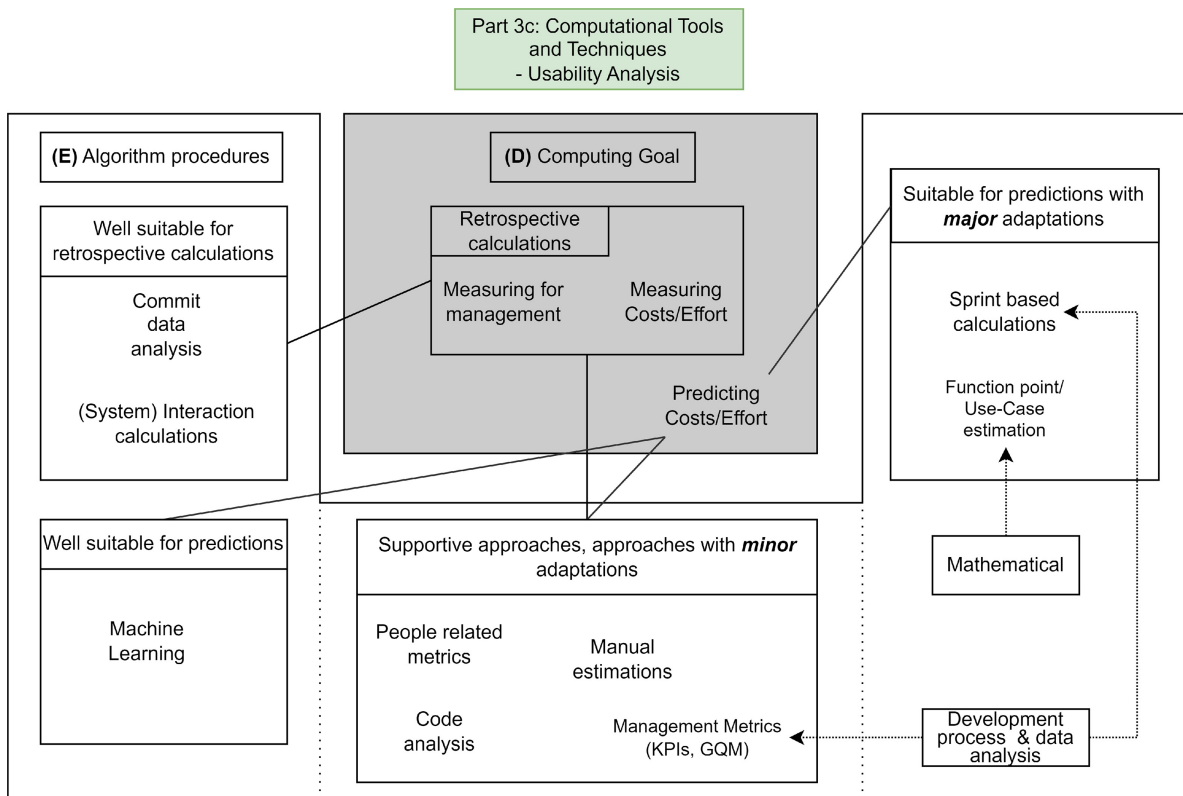 Part 3c: Computational Tools
and Techniques
- Usability Analysis
(E) Algorithm procedures
Well suitable for
retrospective calculations
Commit
data
analysis
(System) Interaction
calculations
Well suitable for predictions
Machine
Learning
(D) Computing Goal
Retrospective
calculations
Measuring for
management
Measuring
Costs/Effort
Predicting
Costs/Effort
Supportive approaches, approaches with minor
adaptations
People related
metrics
Manual
estimations
Code
analysis
Management Metrics
(KPIs, GQM)
Suitable for predictions with
major adaptations
Sprint based
calculations
Function point/
Use-Case
estimation
Mathematical
Development
process & data
analysis